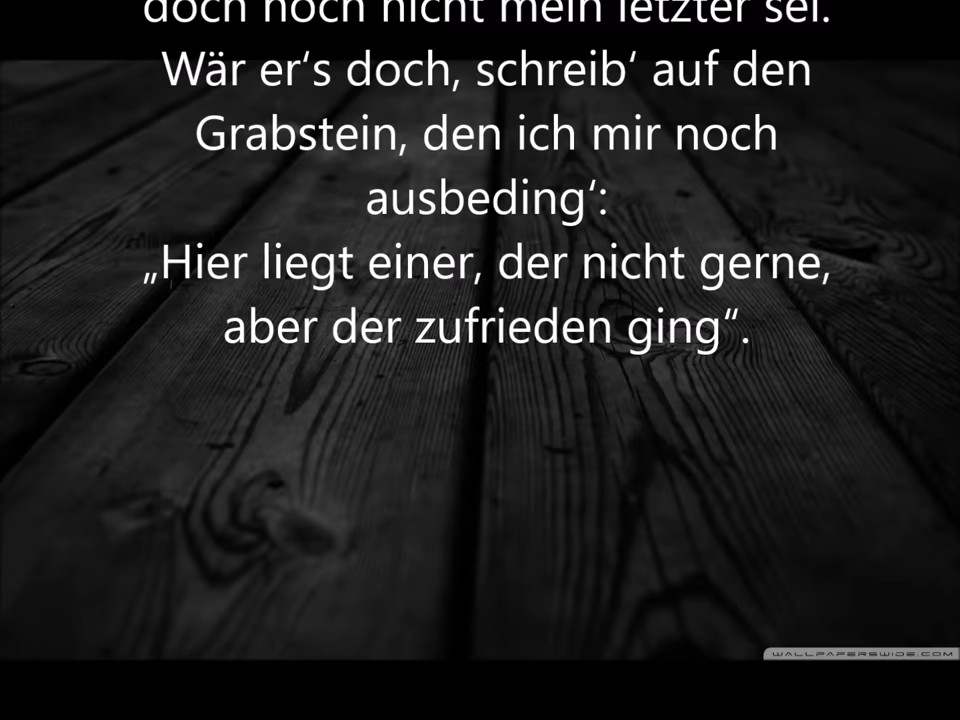 doch noch nicht mein letzter sei.
Wär er‘s doch, schreib‘ auf den
Grabstein, den ich mir noch
ausbeding‘:
„Hier liegt einer, der nicht gerne,
aber der zufrieden ging“.
WALLPAPERSWIDE.COM